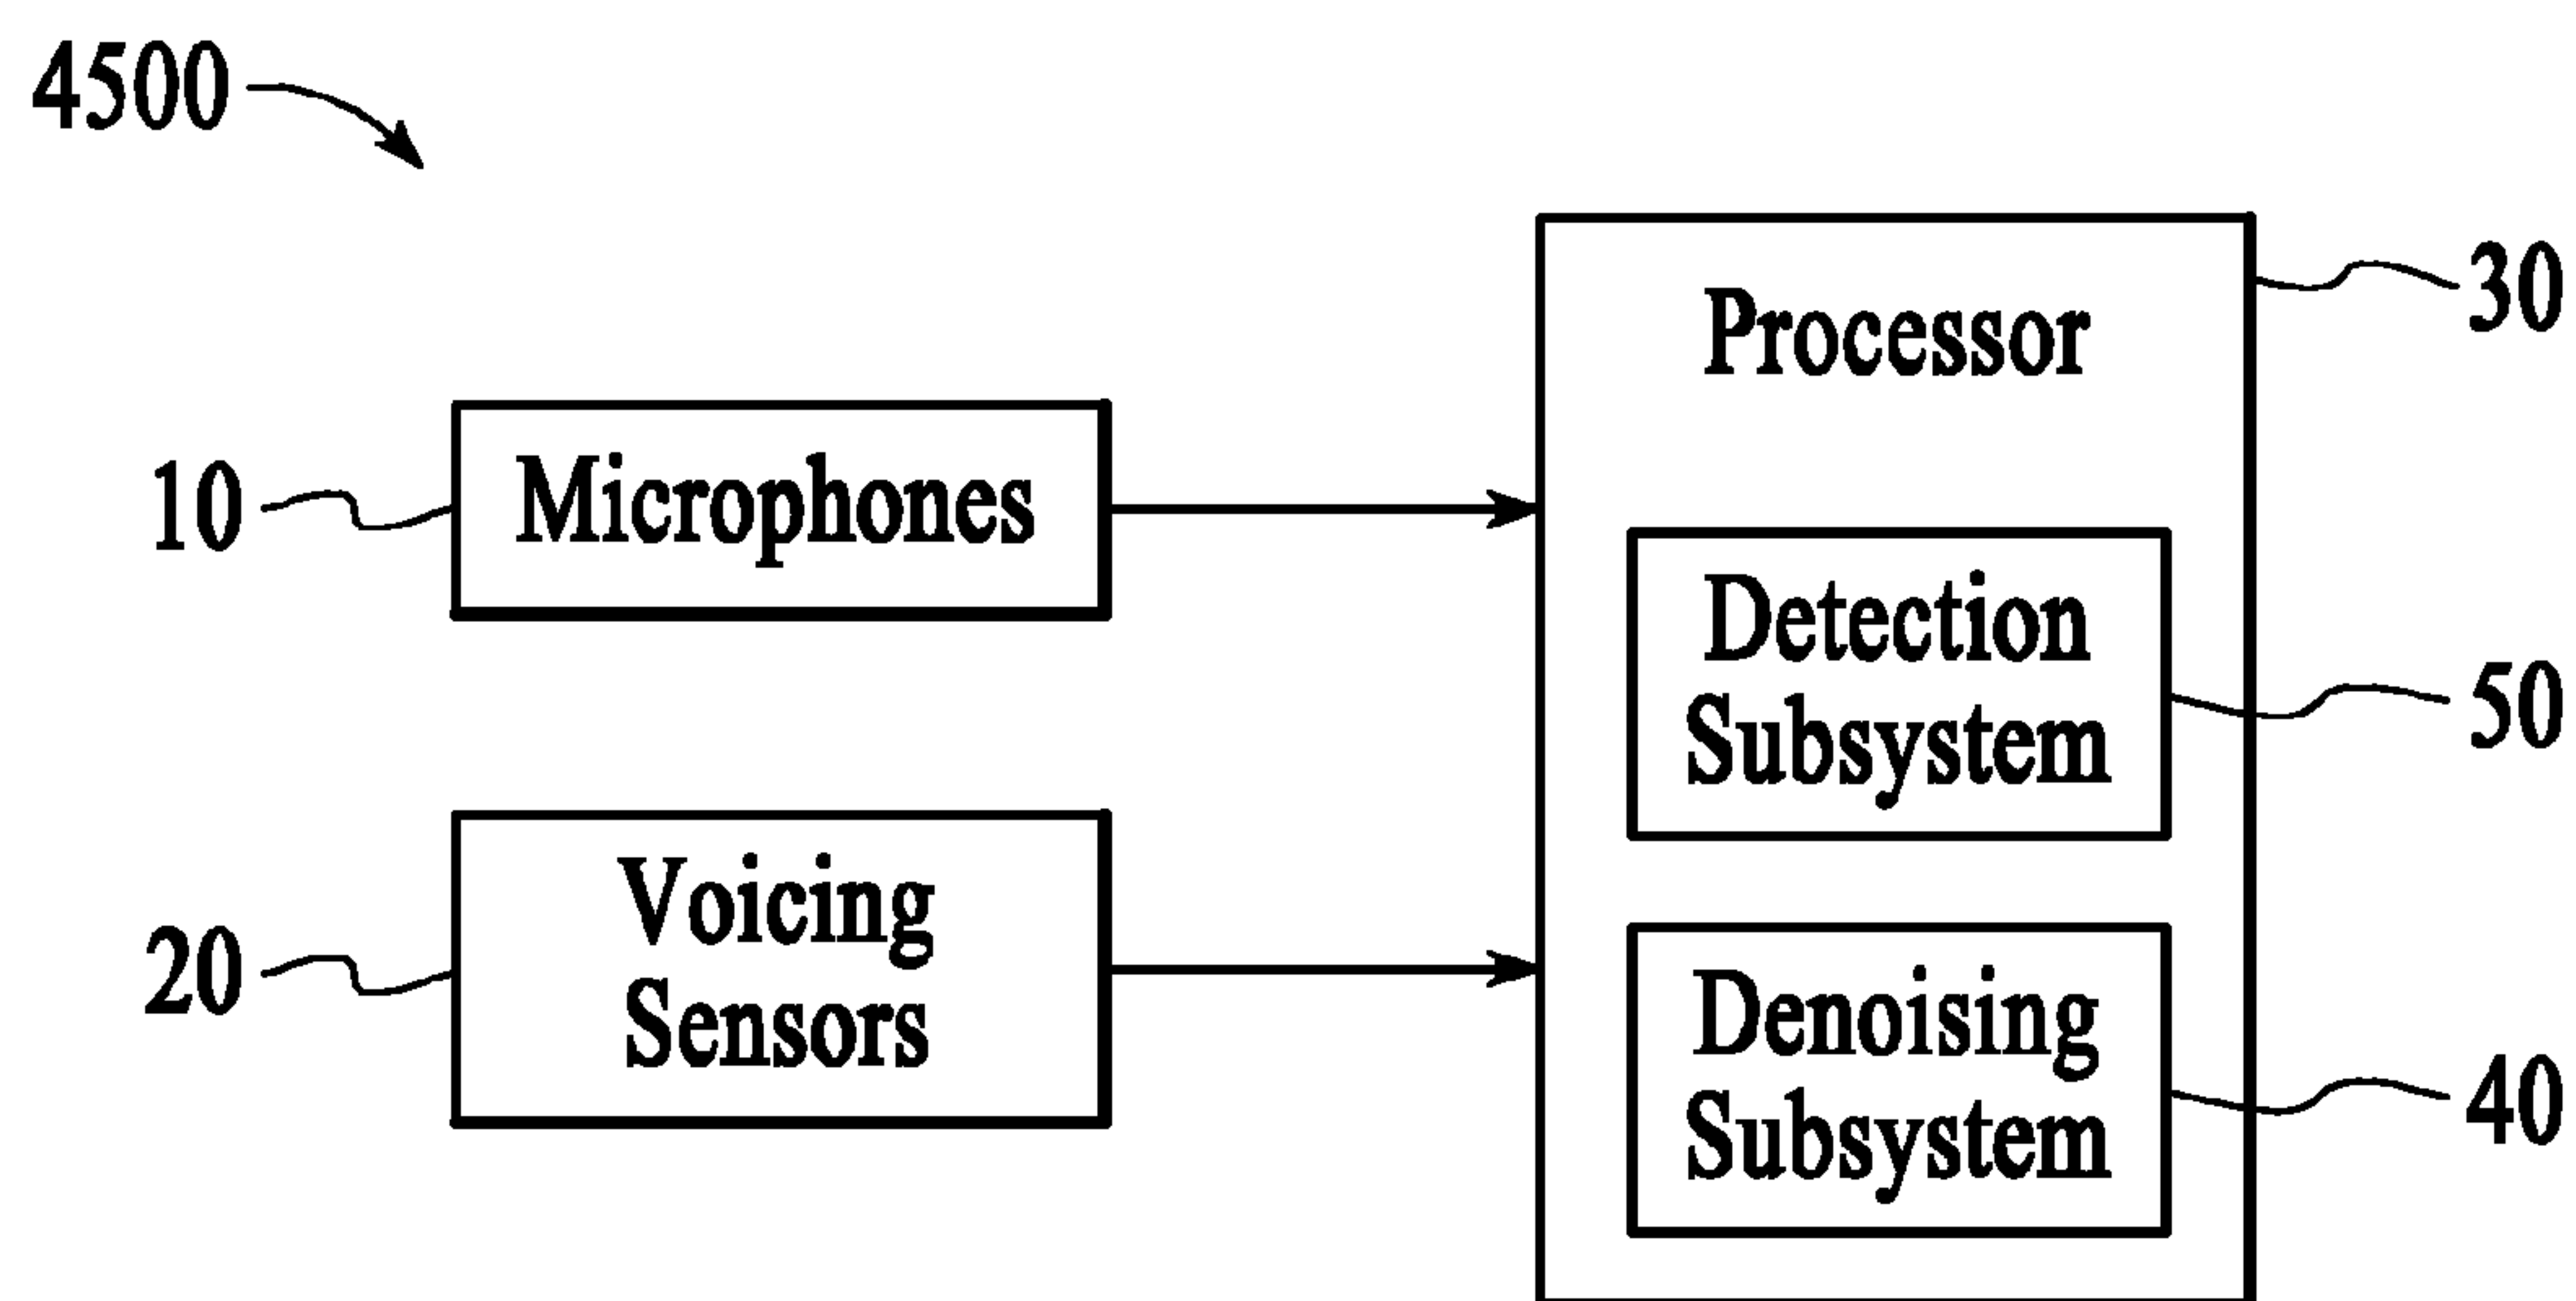 4500
Processor
30
10
Microphones
Detection
Subsystem
50
20
Voicing
Sensors
Denoising
Subsystem
40